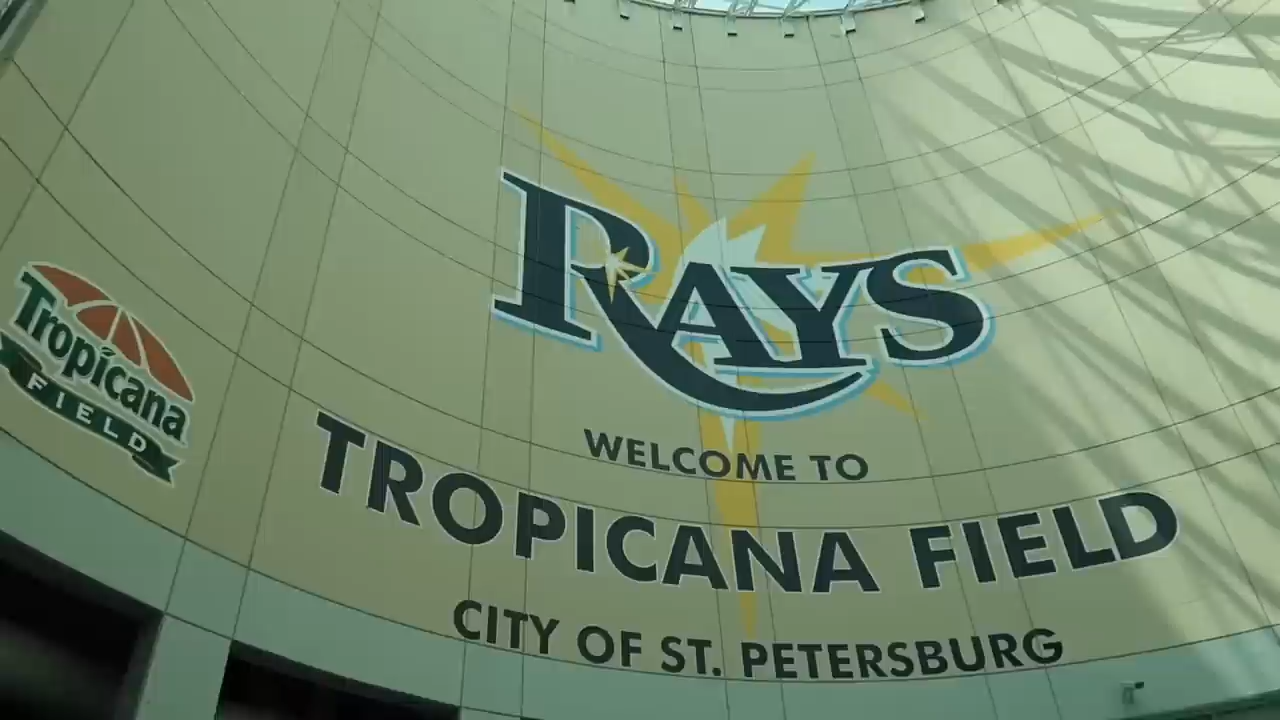 RAYS
Tropicana
FIELD
WELCOME TO
TROPICANA FIELD
CITY OF ST. PETERSBURG